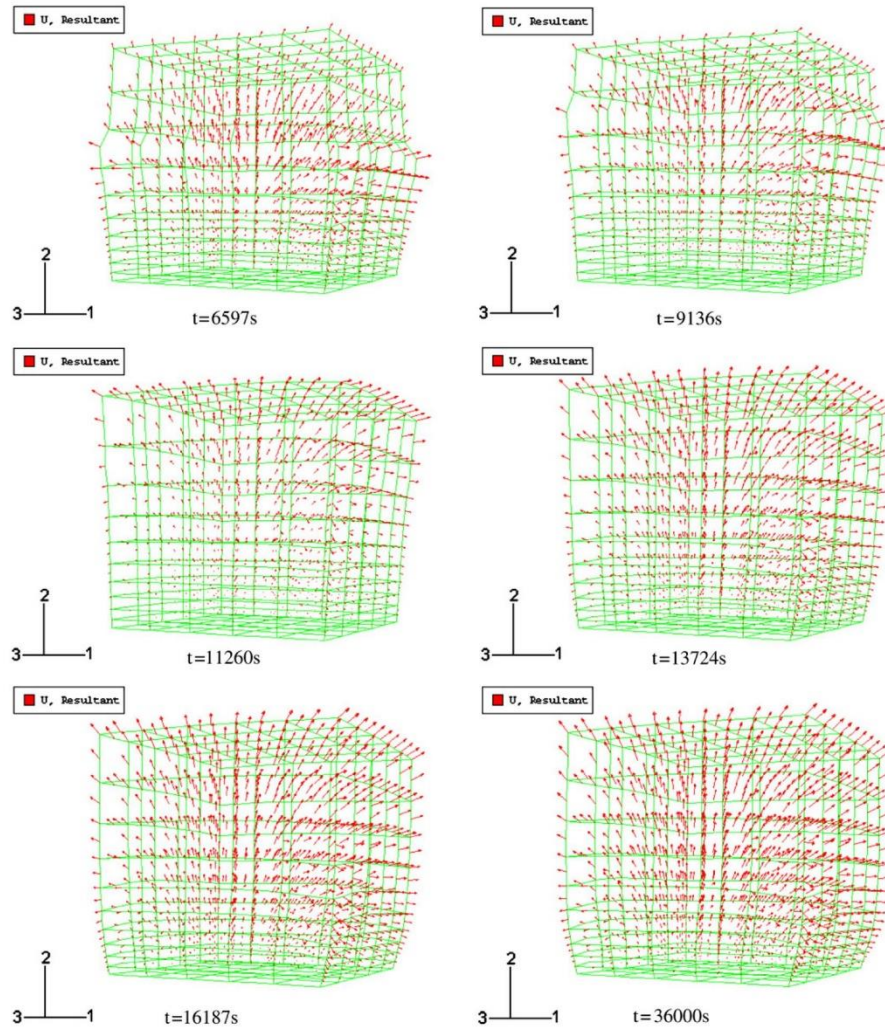 U, Resultant
U, Resultant
2
3
1
t=6597s
2
3
1
t=9136s
U, Resultant
U, Resultant
2
3
1
t=11260s
2
3
1
t=13724s
U, Resultant
U, Resultant
2
3
1
t=16187s
2
3
1
t=36000s